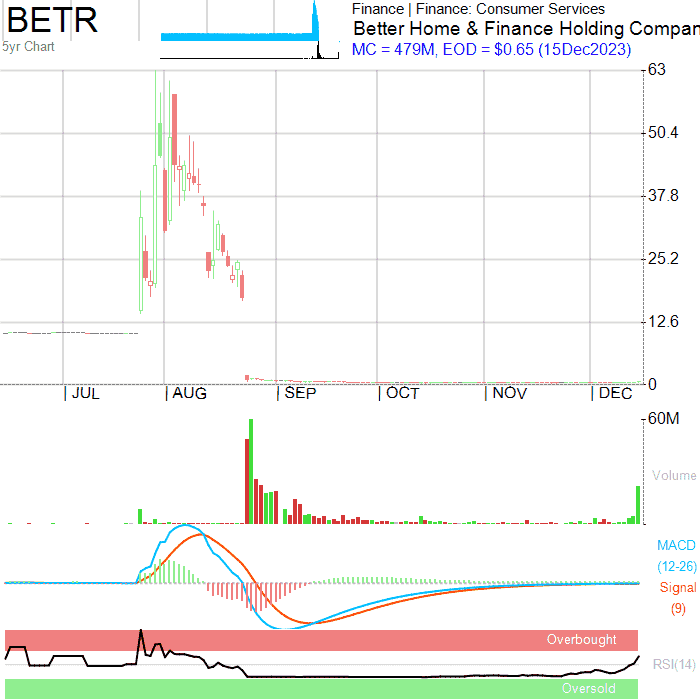 BETR
5yr Chart
Finance | Finance: Consumer Services
Better Home & Finance Holding Compan
MC = 479M, EOD = $0.65 (15Dec2023)
63
50.4
37.8
25.2
12.6
0
| JUL | AUG | SEP | OCT | NOV | DEC
60M
Volume
MACD
(12-26)
Signal
(9)
Overbought
RSI(14)
Oversold